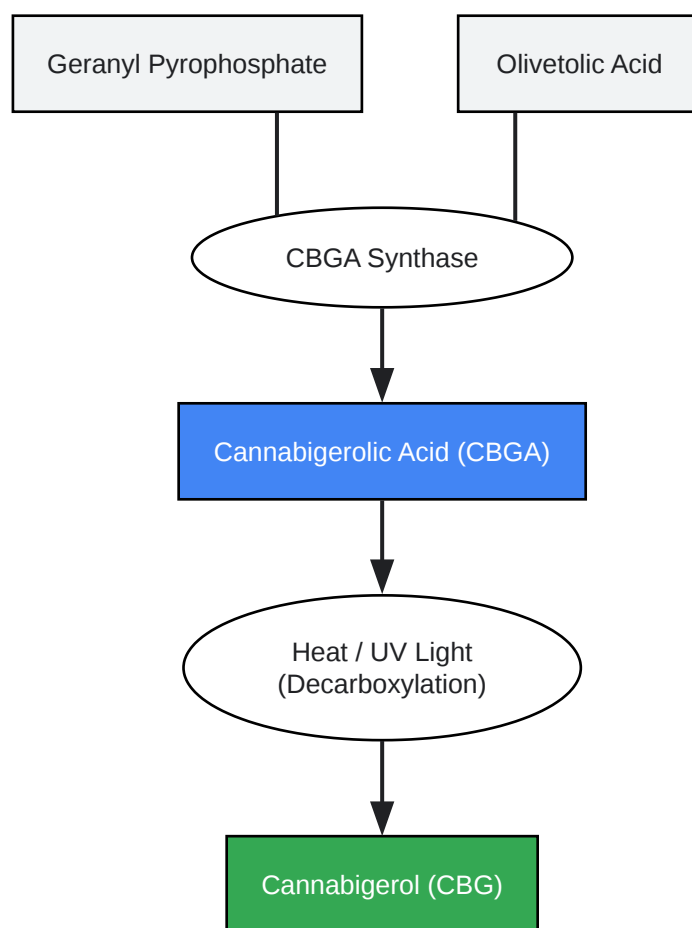 Geranyl Pyrophosphate
Olivetolic Acid
CBGA Synthase
Cannabigerolic Acid (CBGA)
Heat / UV Light
(Decarboxylation)
Cannabigerol (CBG)